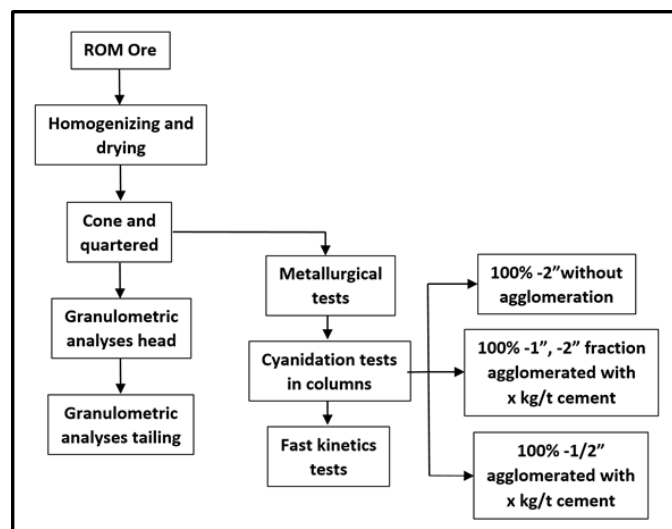 ROM Ore
Homogenizing and
drying
Cone and
quartered
Granulometric
analyses head
Granulometric
analyses tailing
Metallurgical
tests
Cyanidation tests
in columns
Fast kinetics
tests
100% -2”without
agglomeration
100% -1”, -2” fraction
agglomerated with
x kg/t cement
100% -1/2”
agglomerated with
x kg/t cement